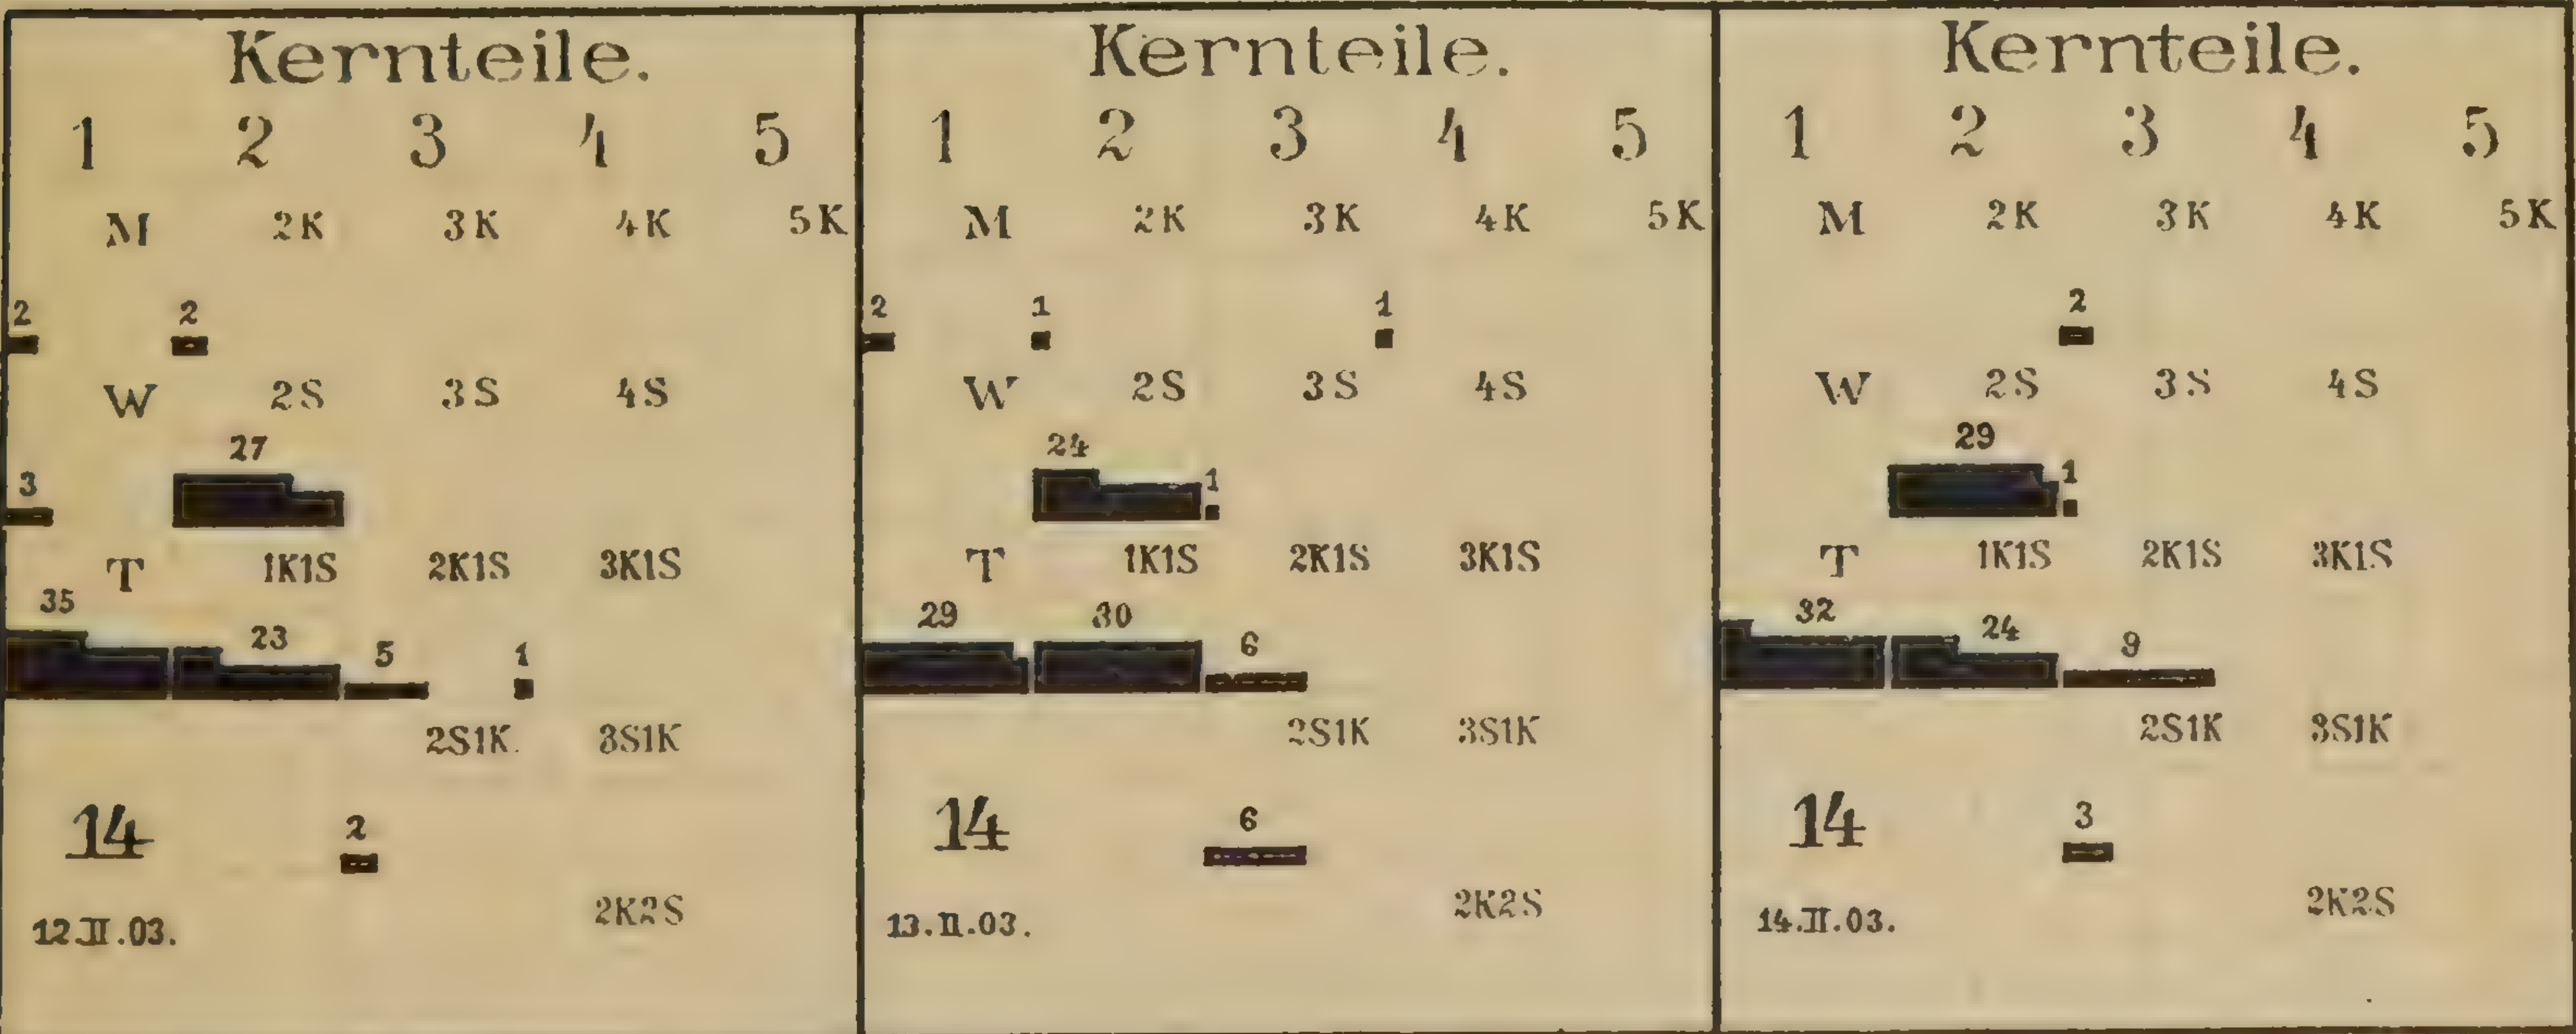 Kernteile.
1 2 3 4 5
M 2K 3K 4K 5K
2 2
W 2S 3S 4S
3 27
T 1K1S 2K1S 3K1S
35 23 5 1
2S1K. 3S1K
14 2
2K2S
12.II.03.
Kernteile.
1 2 3 4 5
M 2K 3K 4K 5K
2 1 1
W 2S 3S 4S
24 1
T 1K1S 2K1S 3K1S
29 30 6
2S1K 3S1K
14 6
2K2S
13.II.03.
Kernteile.
1 2 3 4 5
M 2K 3K 4K 5K
2
W 2S 3S 4S
29 1
T 1K1S 2K1S 3K1S
32 24 9
2S1K 3S1K
14 3
2K2S
14.II.03.